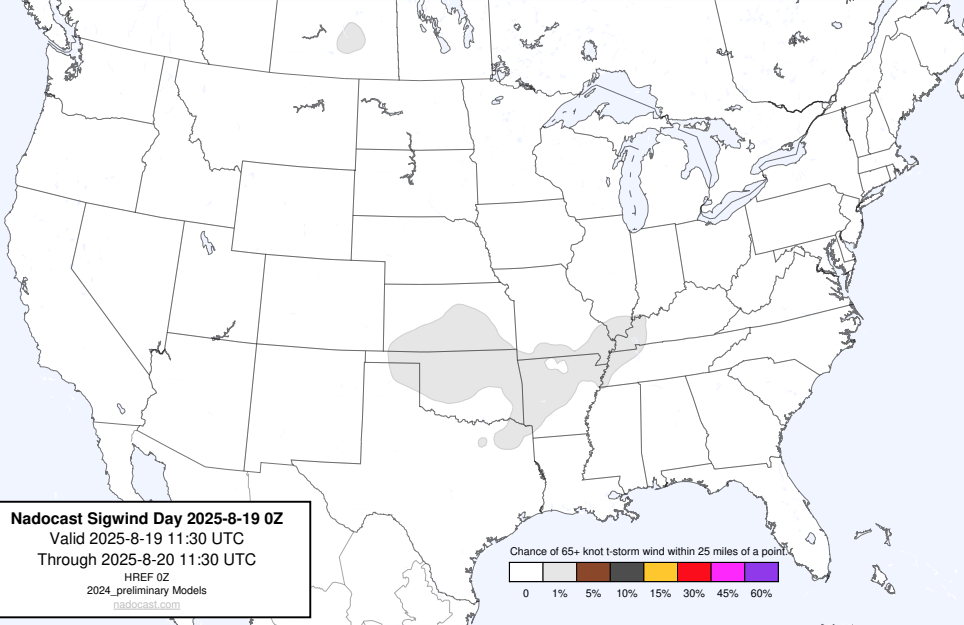 Nadocast Sigwind Day 2025-8-19 0Z
Valid 2025-8-19 11:30 UTC
Through 2025-8-20 11:30 UTC
HREF 0Z
2024_preliminary Models
nadocast.com
Chance of 65+ knot t-storm wind within 25 miles of a point.
0 1% 5% 10% 15% 30% 45% 60%